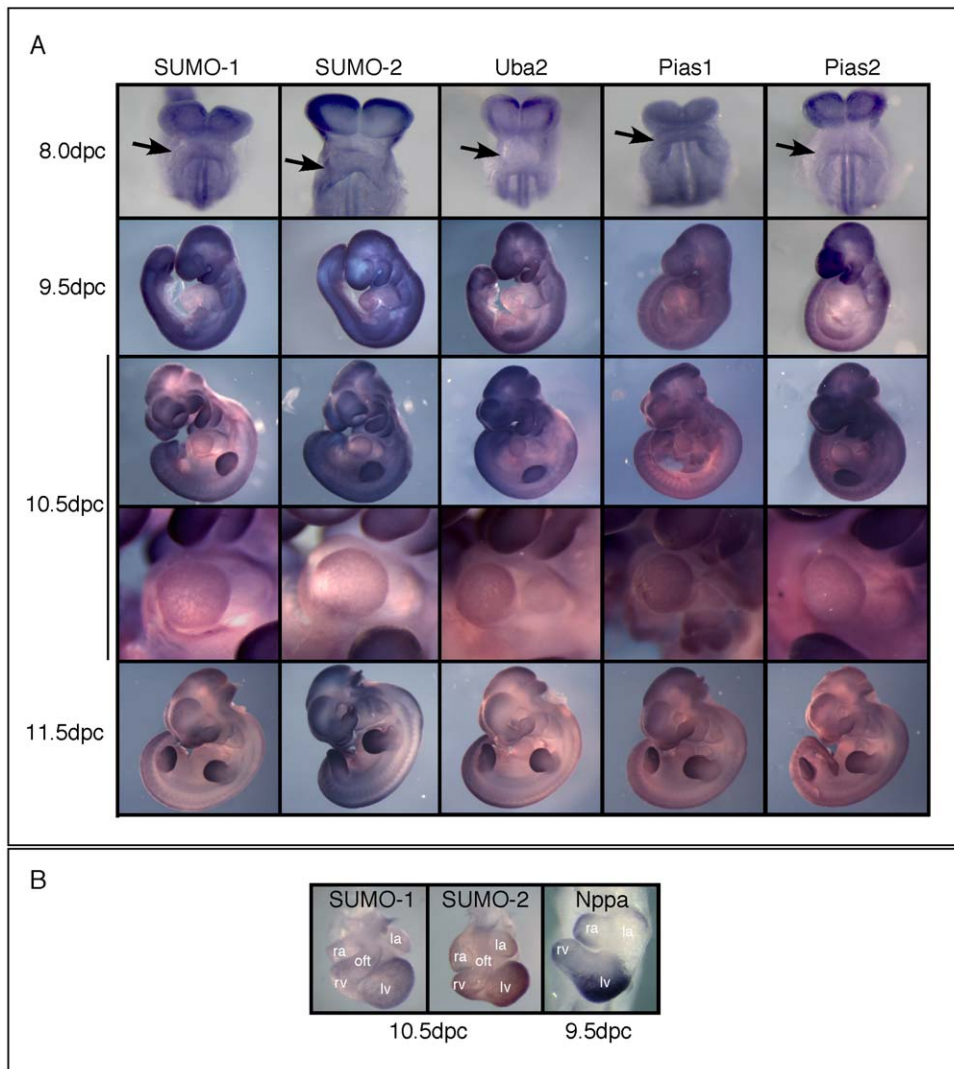 A
SUMO-1 SUMO-2 Uba2 Pias1 Pias2
8.0dpc
9.5dpc
10.5dpc
11.5dpc
B
SUMO-1 SUMO-2 Nppa
ra la oft rv lv
ra la oft rv lv
ra la rv lv
10.5dpc 9.5dpc